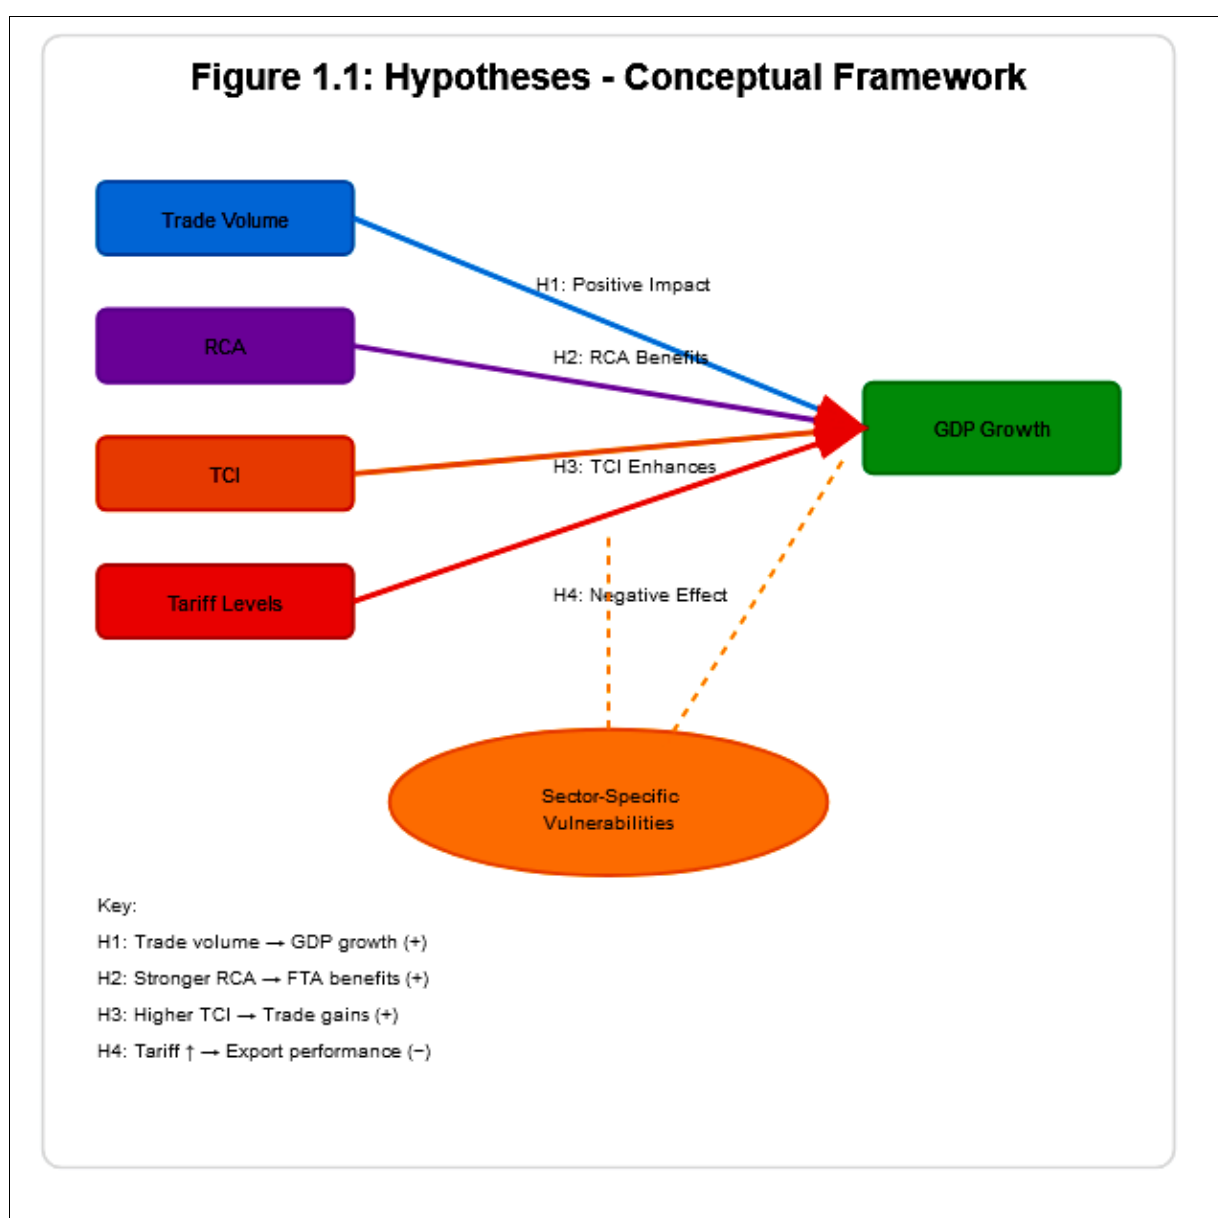 Figure 1.1: Hypotheses - Conceptual Framework
Trade Volume
H1: Positive Impact
RCA
H2: RCA Benefits
GDP Growth
TCI
H3: TCI Enhances
Tariff Levels
H4: Negative Effect
Sector-Specific
Vulnerabilities
Key:
H1: Trade volume → GDP growth (+)
H2: Stronger RCA → FTA benefits (+)
H3: Higher TCI → Trade gains (+)
H4: Tariff ↑ → Export performance (−)